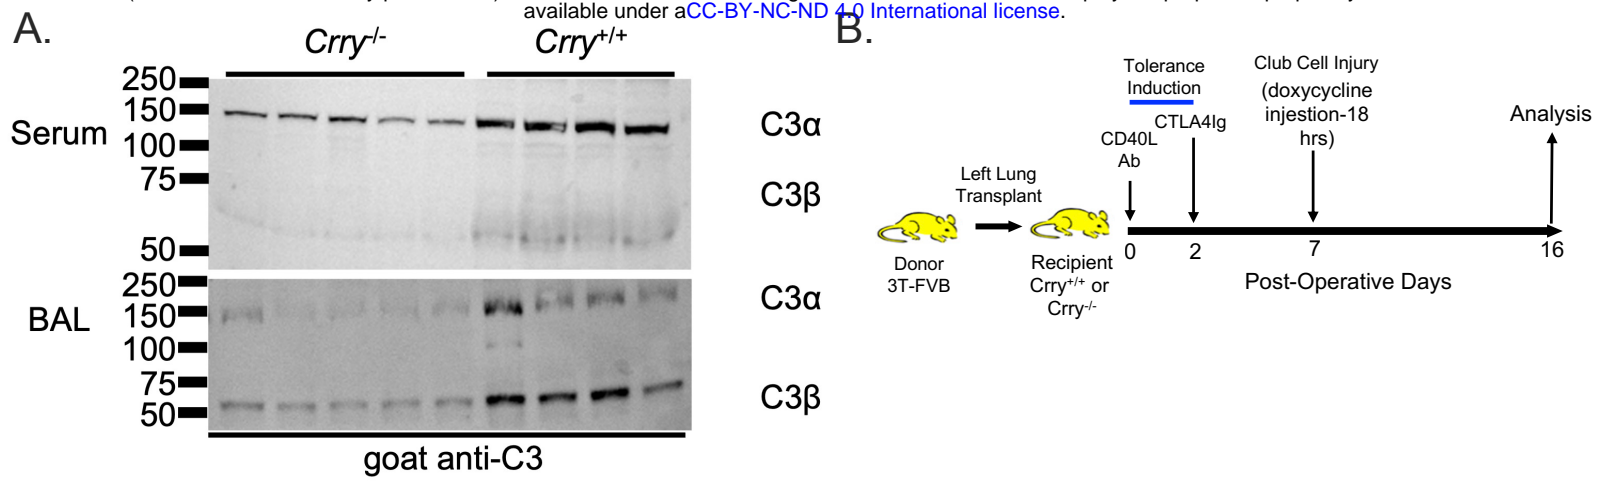 available under aCC-BY-NC-ND 4.0 International license.
A.
Crry-/-
Crry+/+
250
150
100
75
50
Serum
C3α
C3β
250
150
100
75
50
BAL
C3α
C3β
goat anti-C3
B.
Tolerance
Induction
CD40L
Ab
CTLA4Ig
Club Cell Injury
(doxycycline
injestion-18
hrs)
Analysis
Left Lung
Transplant
Donor
3T-FVB
Recipient
Crry+/+ or
Crry-/-
0
2
7
16
Post-Operative Days